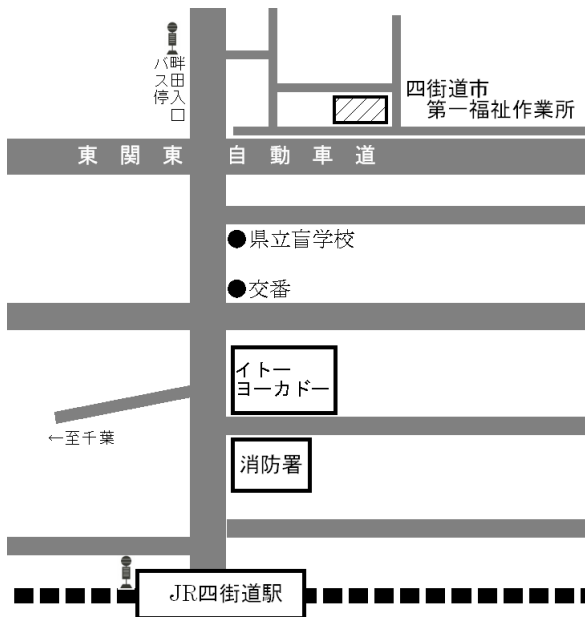 畔田入口
バス停
四街道市
第一福祉作業所
東関東自動車道
●県立盲学校
●交番
イトー
ヨーカドー
←至千葉
消防署
JR四街道駅